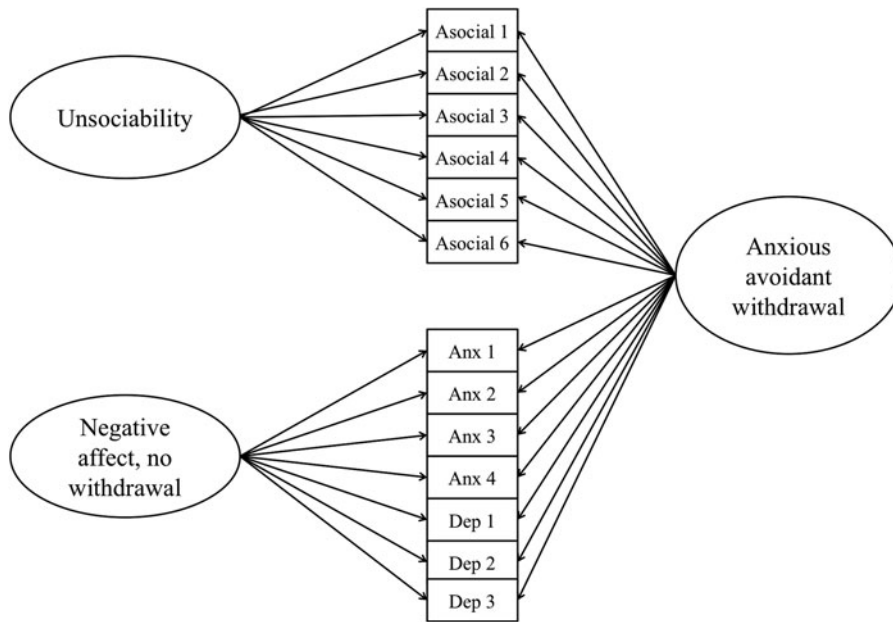 Unsociability
Asocial 1
Asocial 2
Asocial 3
Asocial 4
Asocial 5
Asocial 6
Anxious
avoidant
withdrawal
Negative
affect, no
withdrawal
Anx 1
Anx 2
Anx 3
Anx 4
Dep 1
Dep 2
Dep 3